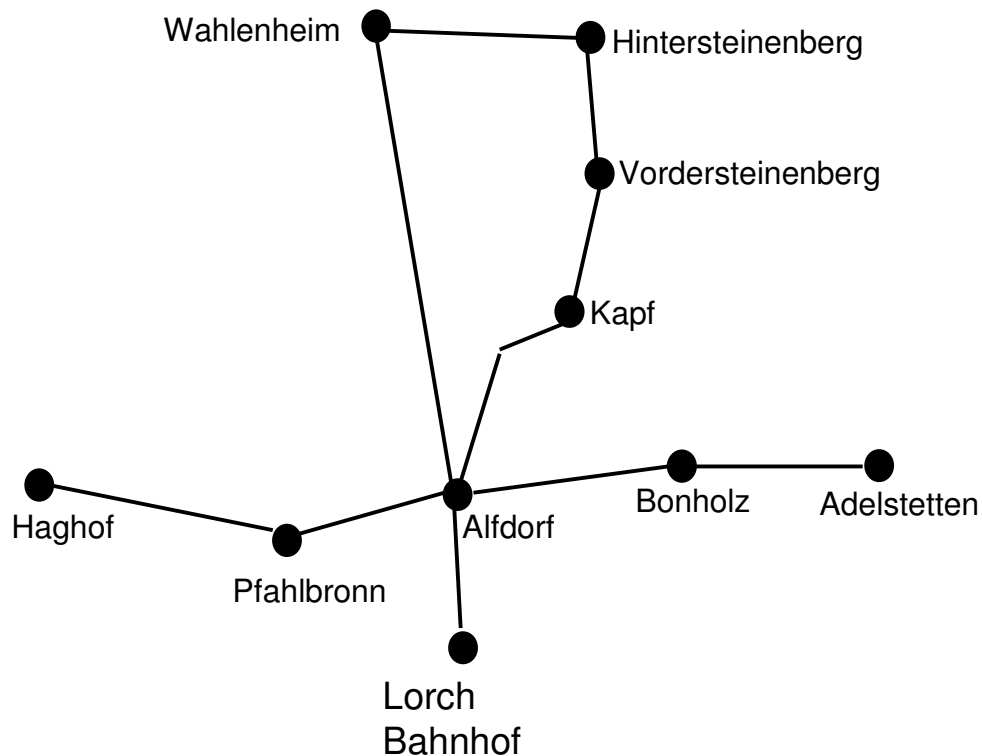 Wahlenheim
Hintersteinenberg
Vordersteinenberg
Kapf
Haghof
Alfdorf
Bonholz
Adelstetten
Pfahlbronn
Lorch
Bahnhof